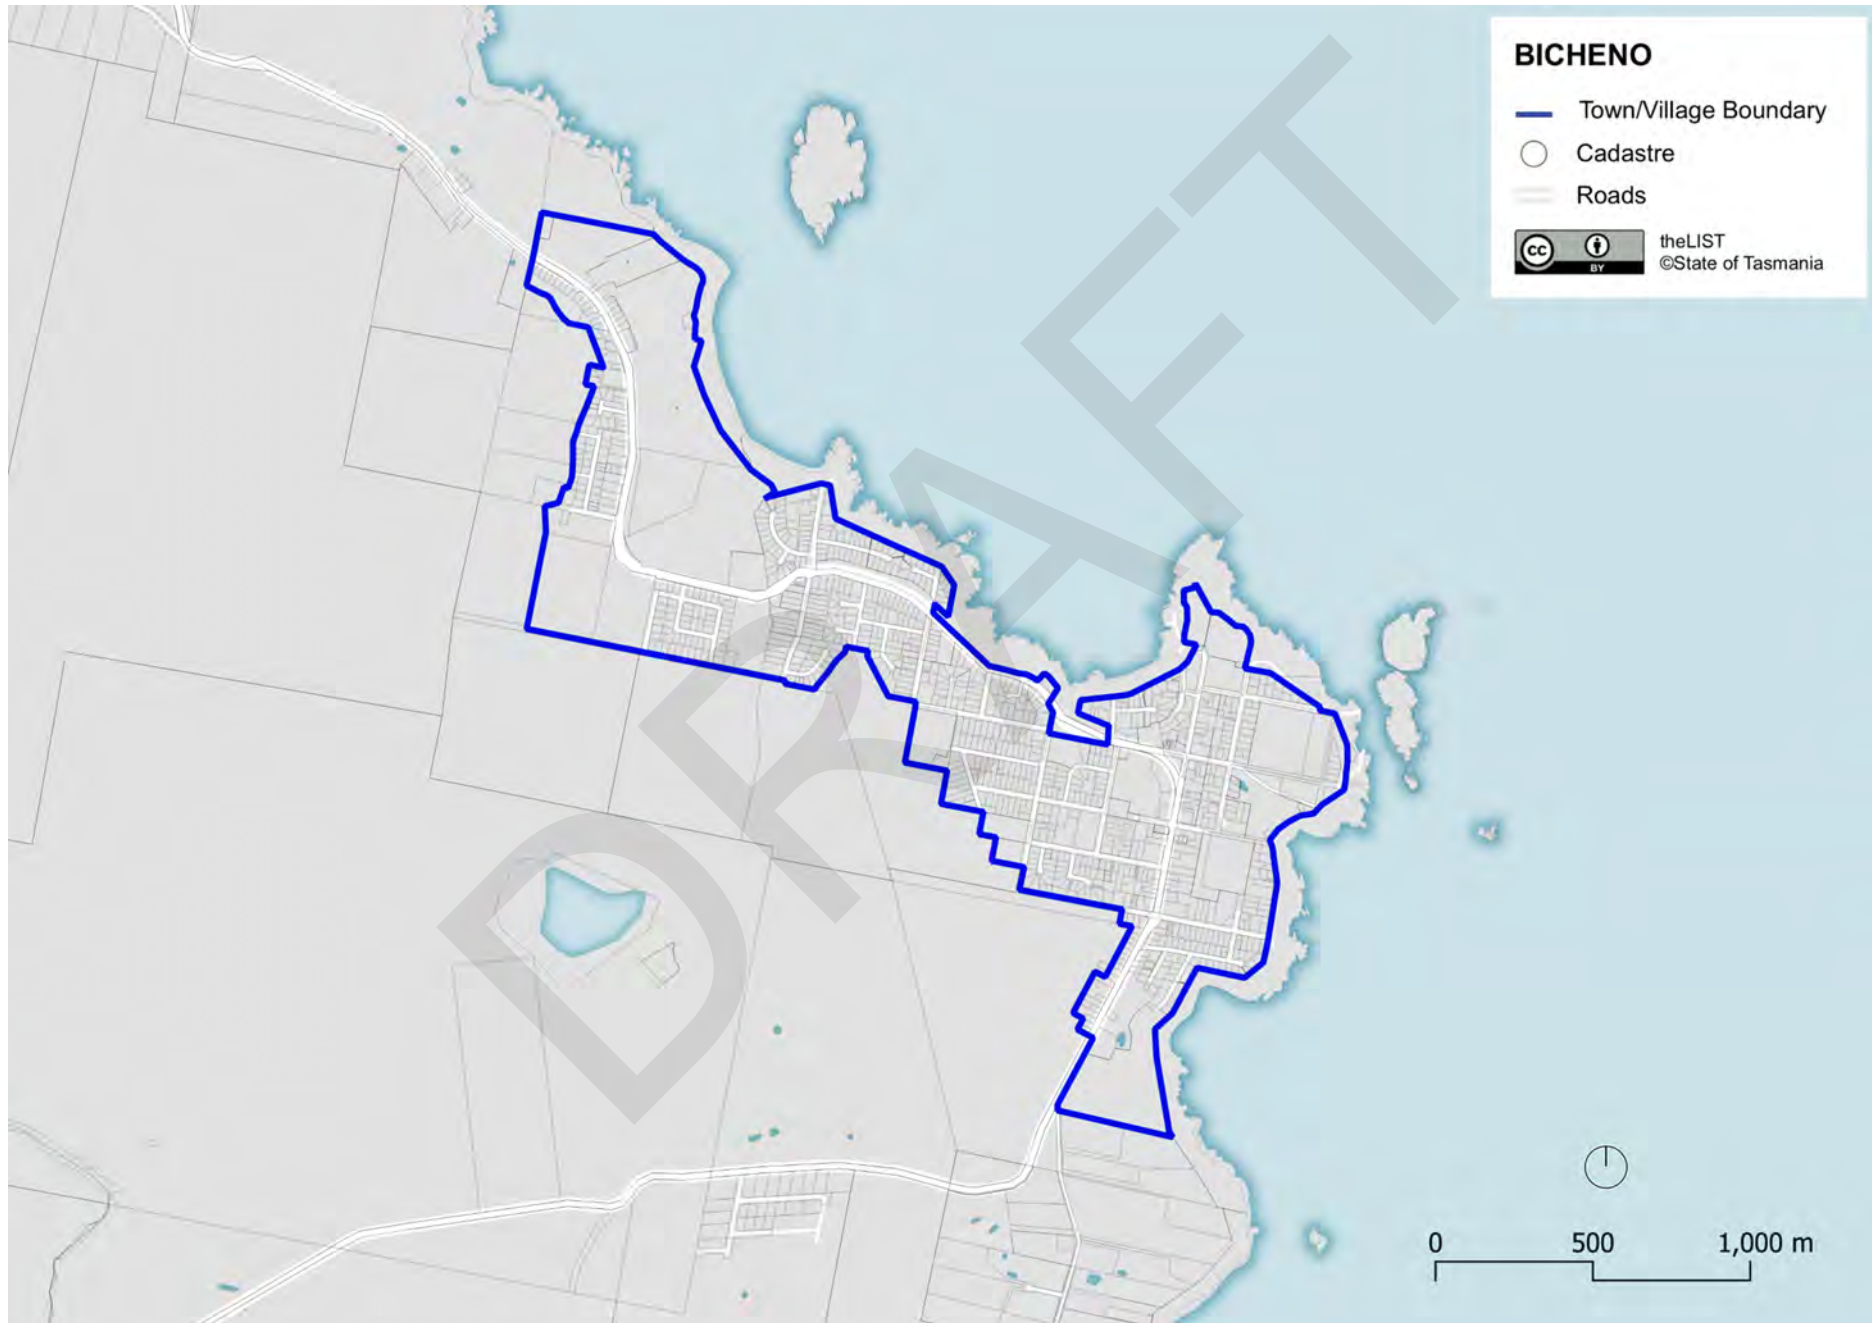 BICHENO
Town/Village Boundary
Cadastre
Roads
cc BY
theLIST
©State of Tasmania
DRAFT
0 500 1,000 m